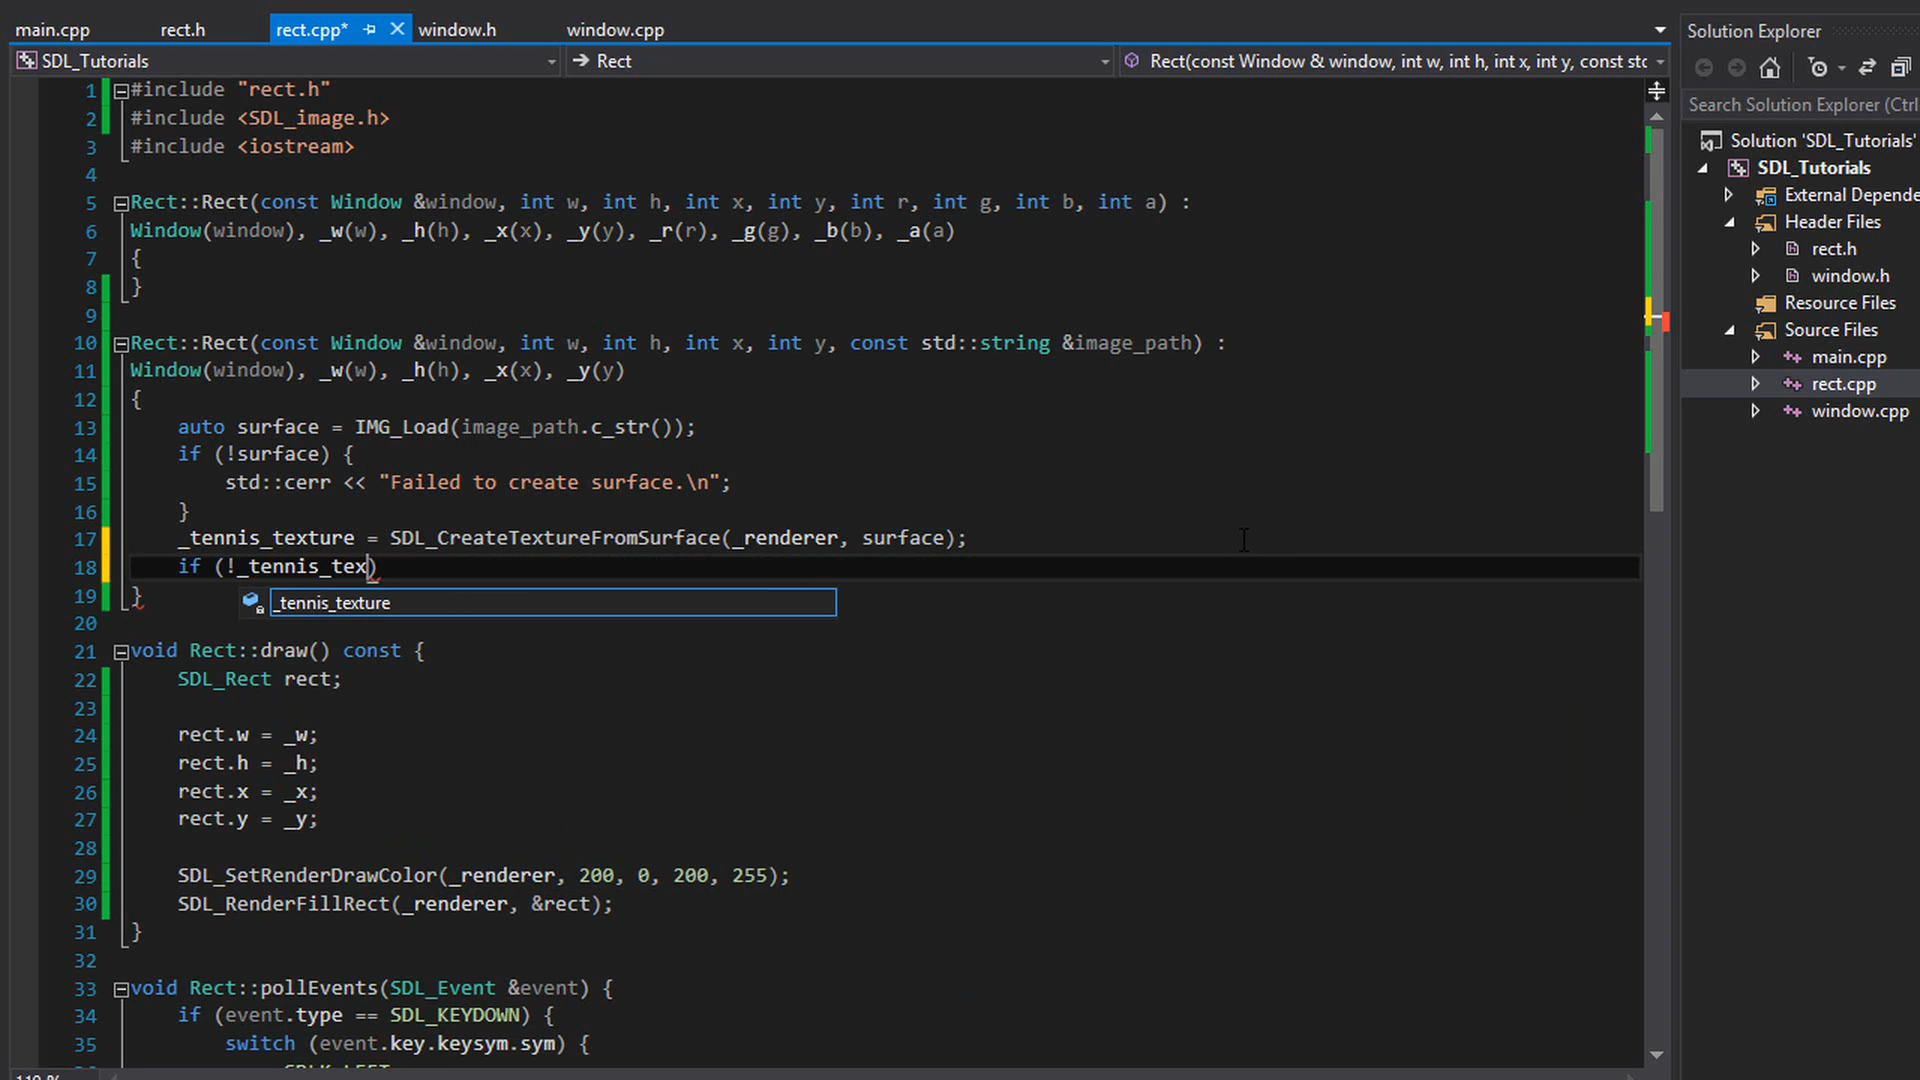 main.cpp rect.h rect.cpp* window.h window.cpp
SDL_Tutorials Rect Rect(const Window & window, int w, int h, int x, int y, const stc
1 #include "rect.h"
2 #include <SDL_image.h>
3 #include <iostream>
4
5 Rect::Rect(const Window &window, int w, int h, int x, int y, int r, int g, int b, int a) :
6 Window(window), _w(w), _h(h), _x(x), _y(y), _r(r), _g(g), _b(b), _a(a)
7 {
8 }
9
10 Rect::Rect(const Window &window, int w, int h, int x, int y, const std::string &image_path) :
11 Window(window), _w(w), _h(h), _x(x), _y(y)
12 {
13 auto surface = IMG_Load(image_path.c_str());
14 if (!surface) {
15 std::cerr << "Failed to create surface.\n";
16 }
17 _tennis_texture = SDL_CreateTextureFromSurface(_renderer, surface);
18 if (!_tennis_tex)
19 }
_tennis_texture
20
21 void Rect::draw() const {
22 SDL_Rect rect;
23
24 rect.w = _w;
25 rect.h = _h;
26 rect.x = _x;
27 rect.y = _y;
28
29 SDL_SetRenderDrawColor(_renderer, 200, 0, 200, 255);
30 SDL_RenderFillRect(_renderer, &rect);
31 }
32
33 void Rect::pollEvents(SDL_Event &event) {
34 if (event.type == SDL_KEYDOWN) {
35 switch (event.key.keysym.sym) {
Solution Explorer
Search Solution Explorer (Ctrl
Solution 'SDL_Tutorials'
SDL_Tutorials
External Depende
Header Files
rect.h
window.h
Resource Files
Source Files
main.cpp
rect.cpp
window.cpp